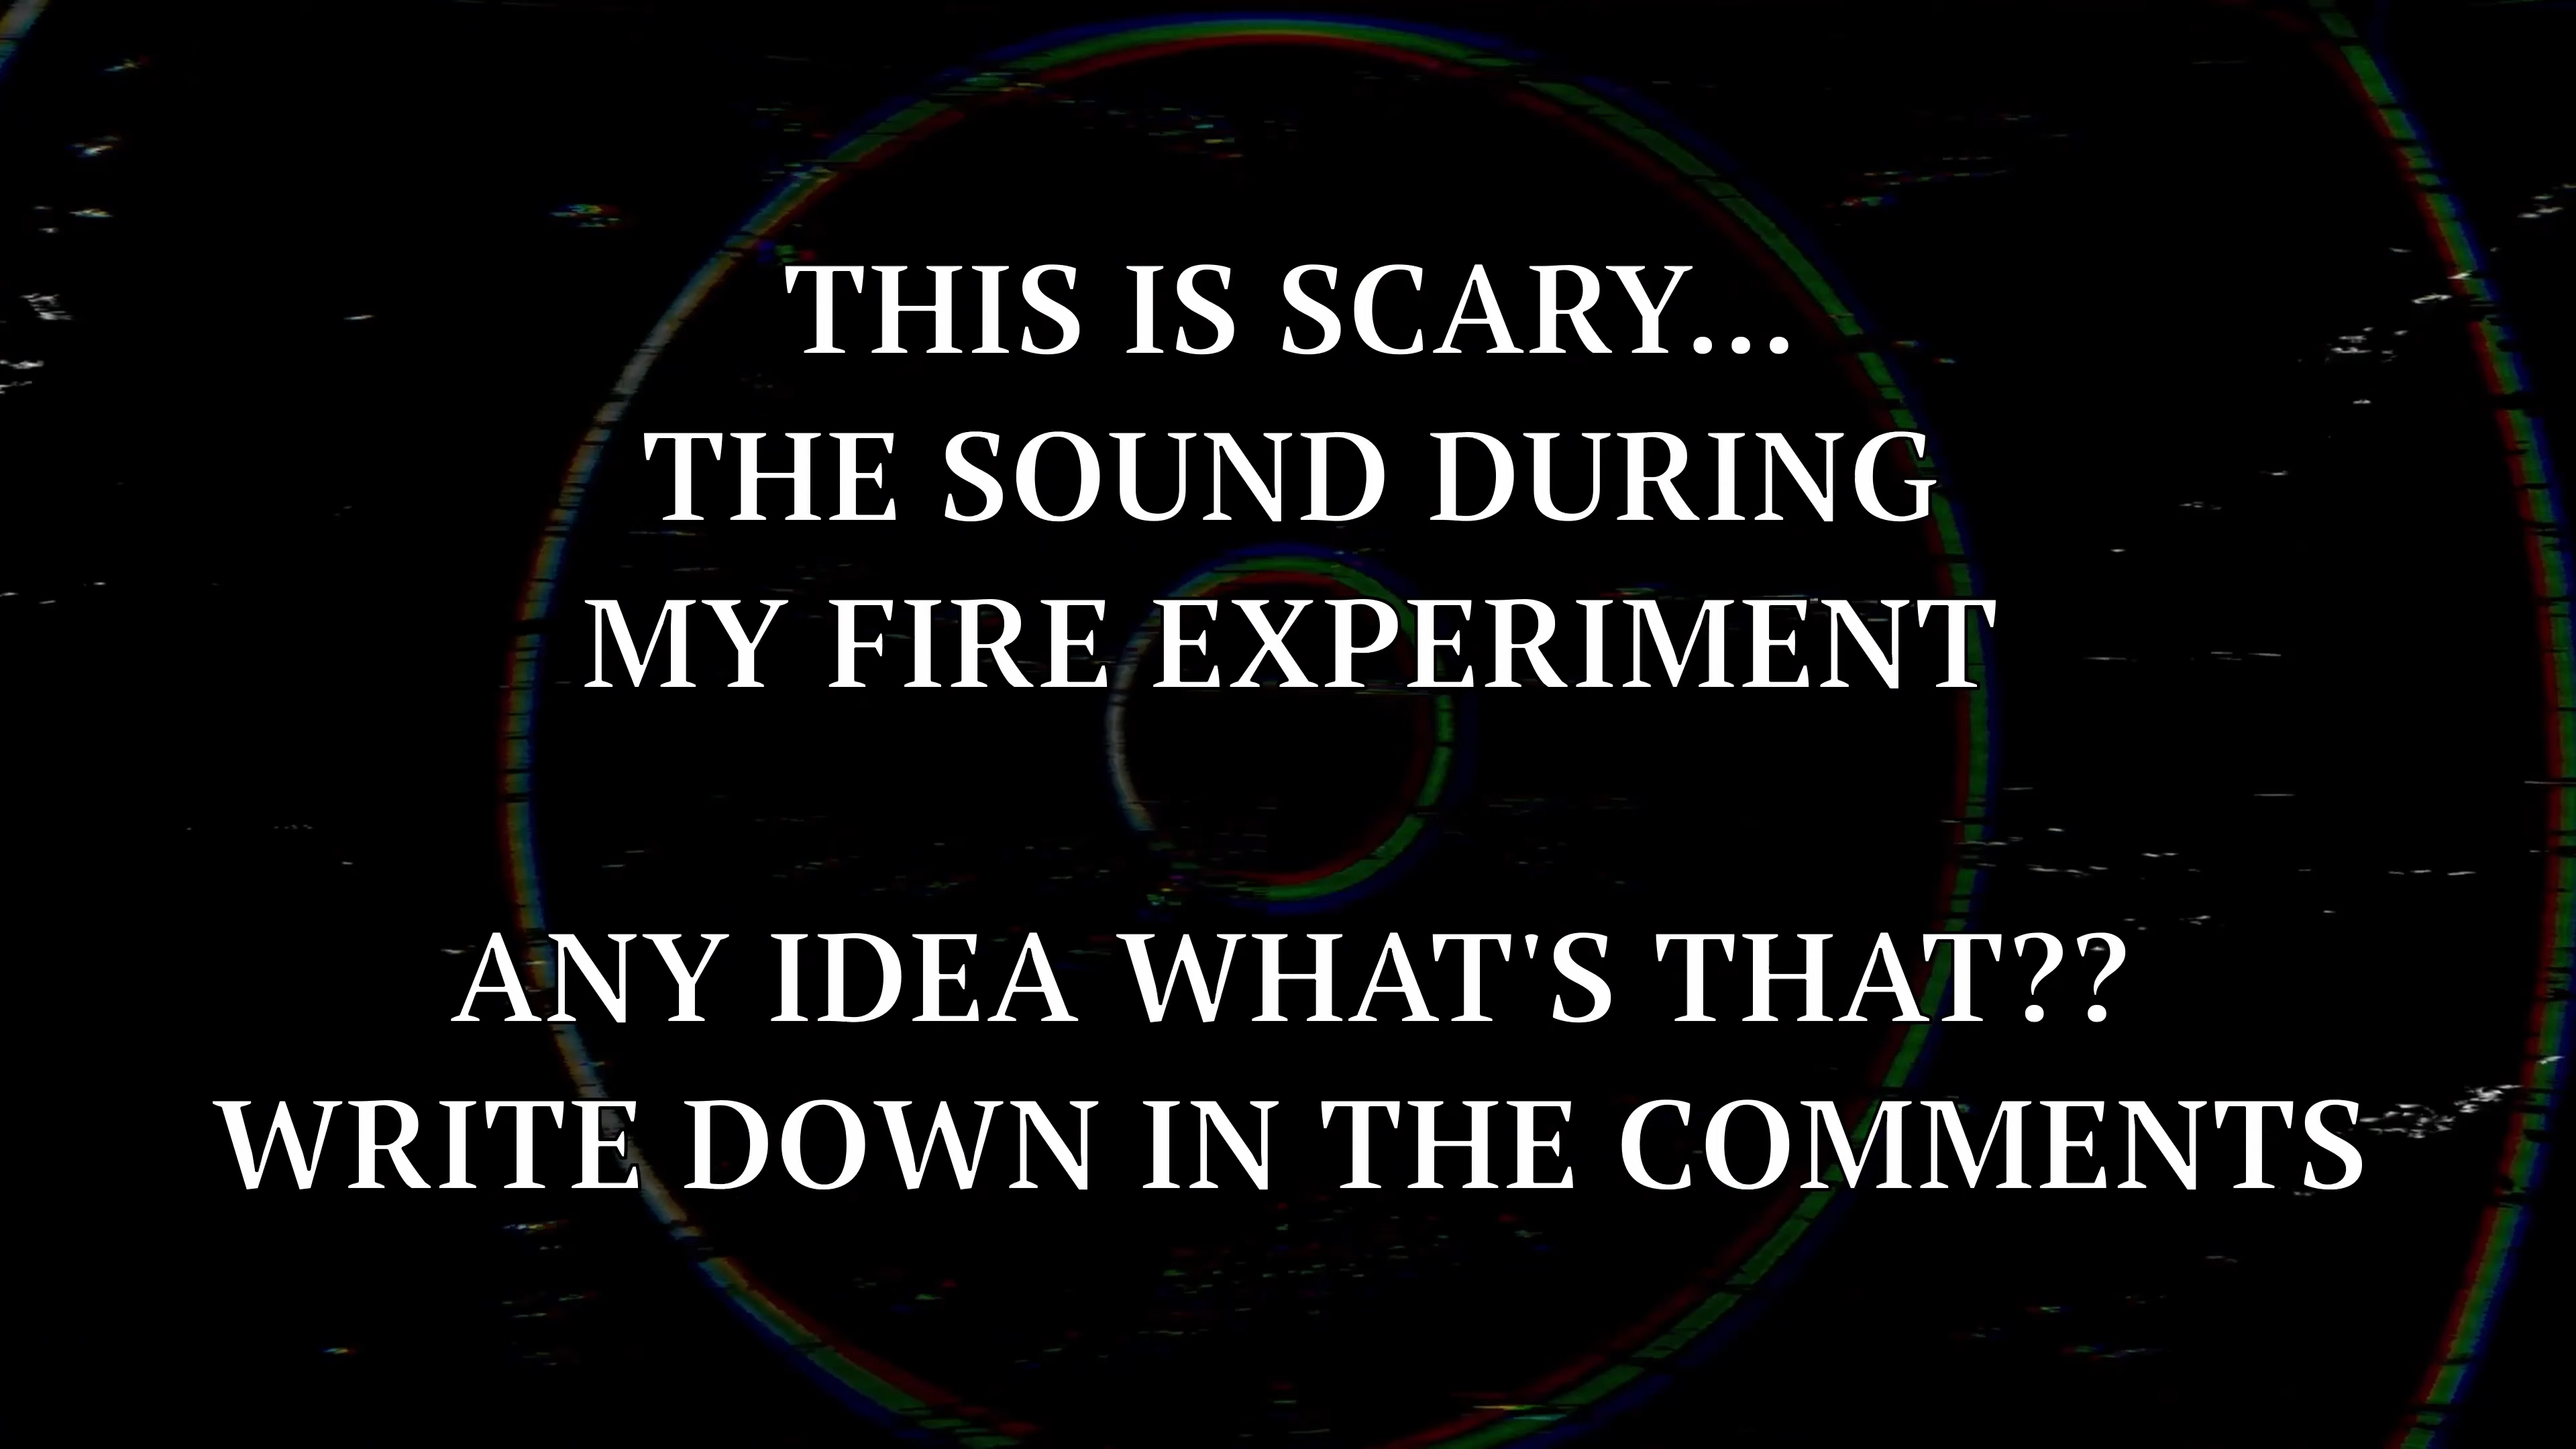 THIS IS SCARY...
THE SOUND DURING
MY FIRE EXPERIMENT
ANY IDEA WHAT'S THAT??
WRITE DOWN IN THE COMMENTS